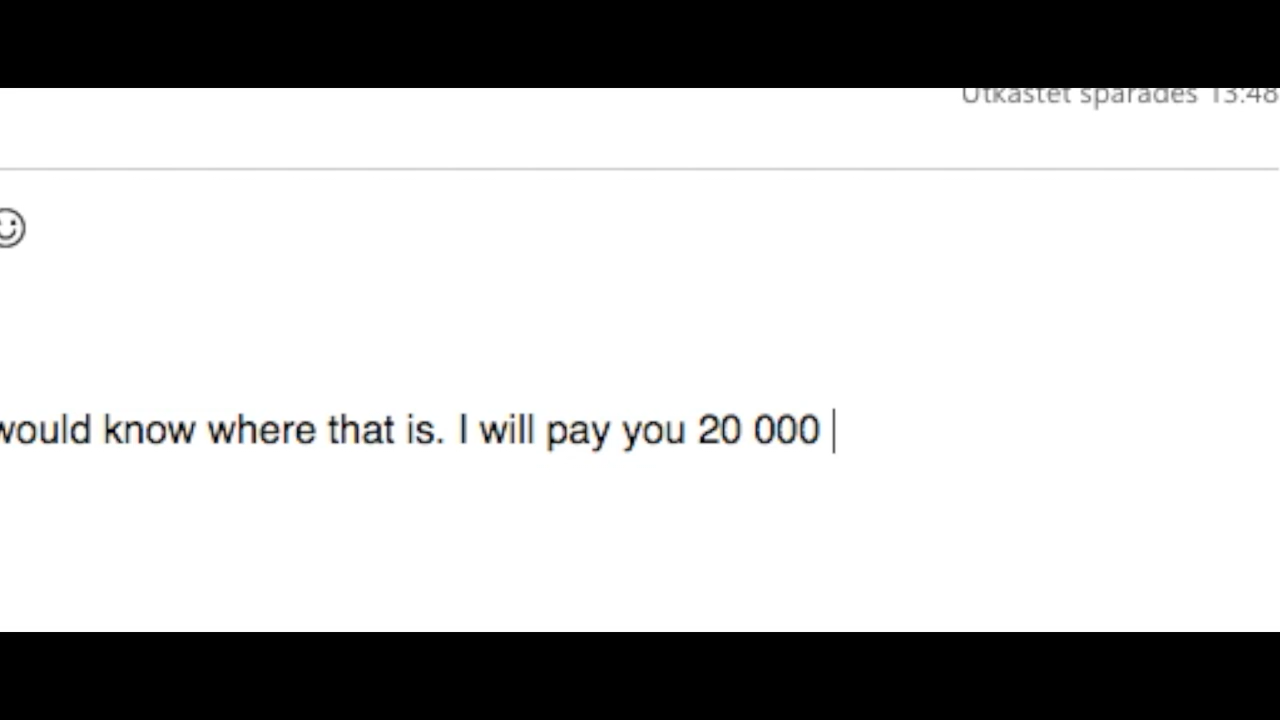 Utkastet sparades 13:48
would know where that is. I will pay you 20 000